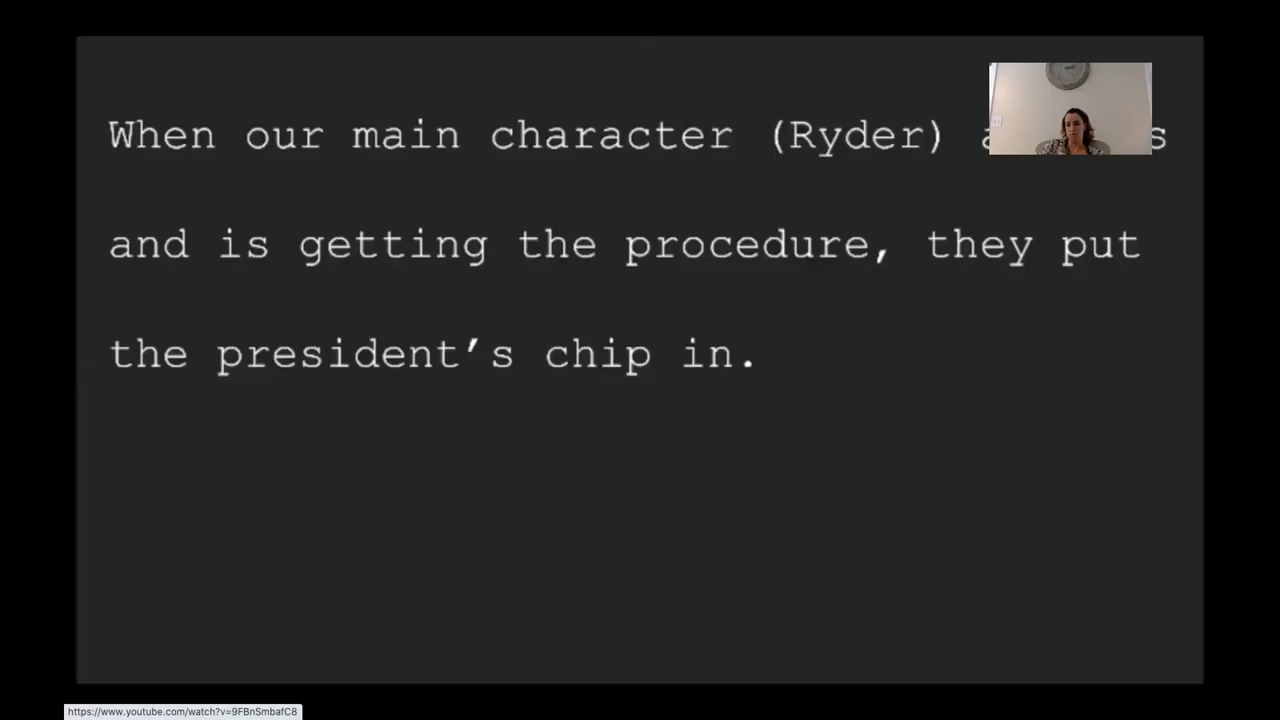 When our main character (Ryder)
and is getting the procedure, they put
the president’s chip in.
https://www.youtube.com/watch?v=9FBnSmbafC8